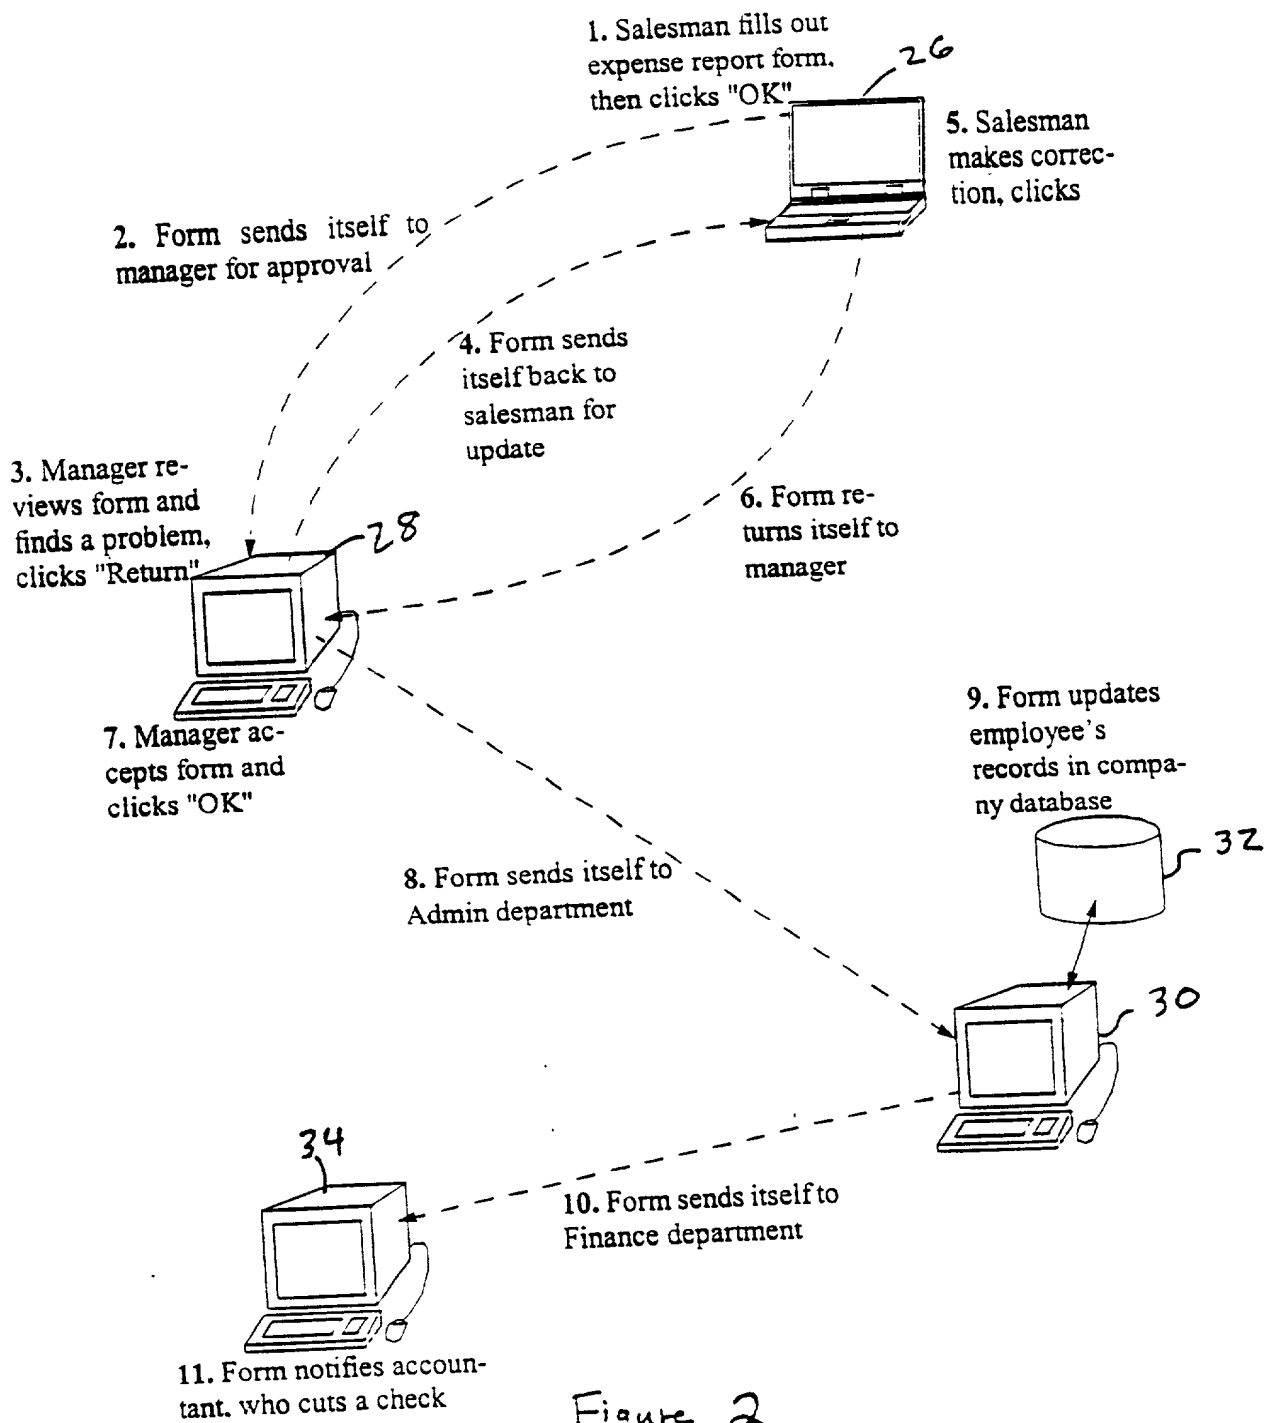 1. Salesman fills out
expense report form,
then clicks "OK"
26
5. Salesman
makes correc-
tion, clicks
2. Form sends itself to
manager for approval
4. Form sends
itself back to
salesman for
update
3. Manager re-
views form and
finds a problem,
clicks "Return"
28
6. Form re-
turns itself to
manager
7. Manager ac-
cepts form and
clicks "OK"
9. Form updates
employee's
records in compa-
ny database
32
8. Form sends itself to
Admin department
30
34
10. Form sends itself to
Finance department
11. Form notifies accoun-
tant, who cuts a check
Figure 2